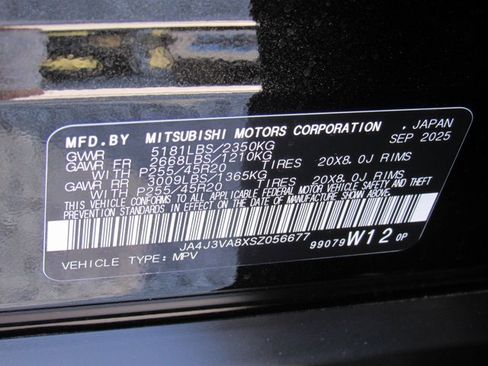 MFD.BY MITSUBISHI MOTORS CORPORATION . JAPAN
GVWR 5181LBS/2350KG SEP 2025
GAWR FR 2668LBS/1210KG TIRES 20X8.0J RIMS
WITH P255/45R20
GAWR RR 3009LBS/1365KG TIRES 20X8.0J RIMS
WITH P255/45R20
THIS VEHICLE CONFORMS TO ALL APPLICABLE FEDERAL MOTOR VEHICLE SAFETY AND THEFT
PREVENTION STANDARDS IN EFFECT ON THE DATE OF MANUFACTURE SHOWN ABOVE.
JA4J3VA8XSZ056677
VEHICLE TYPE: MPV 99079 W12 0P